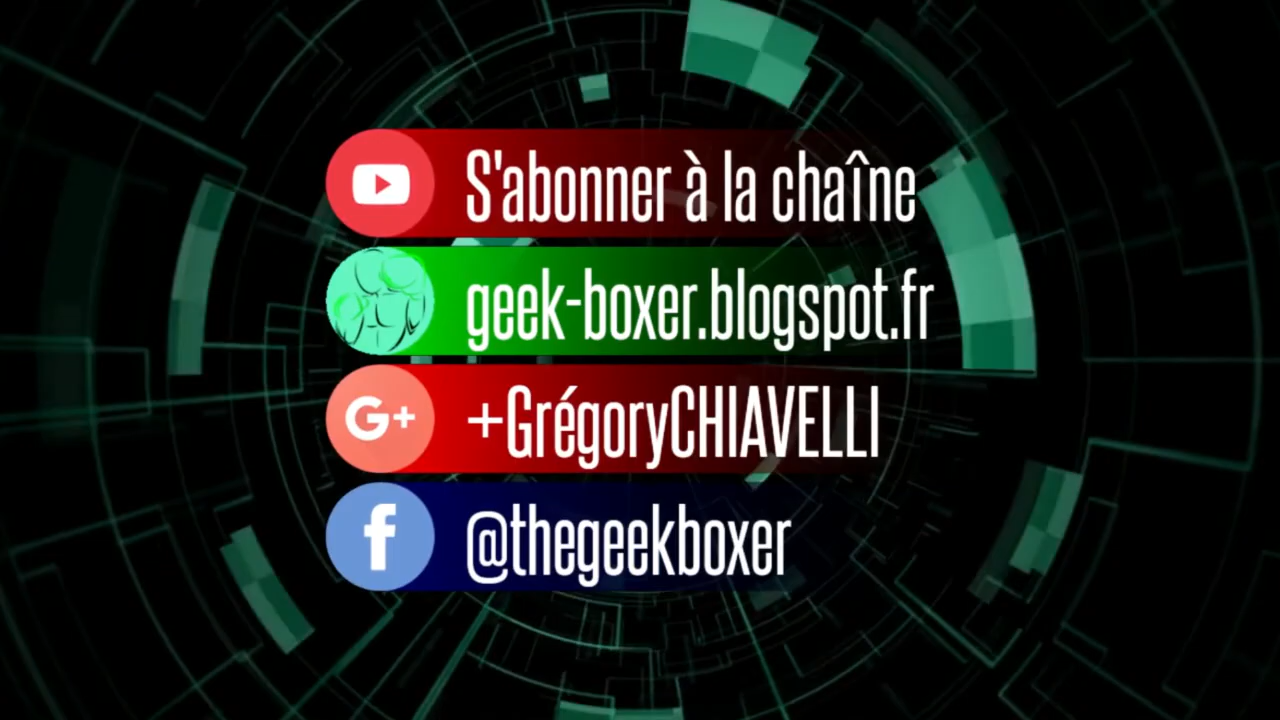 S'abonner à la chaîne
geek-boxer.blogspot.fr
G+ +GrégoryCHIAVELLI
f @thegeekboxer